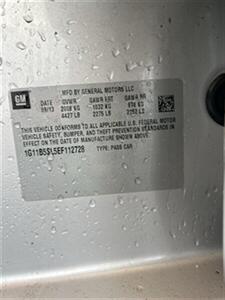 GM
MFD BY GENERAL MOTORS LLC
DATE GVWR GAWR FRT GAWR RR
09/13 2008 KG 1032 KG 976 KG
4427 LB 2275 LB 2152 LB
THIS VEHICLE CONFORMS TO ALL APPLICABLE U.S. FEDERAL MOTOR
VEHICLE SAFETY, BUMPER, AND THEFT PREVENTION STANDARDS IN
EFFECT ON THE DATE OF MANUFACTURE SHOWN ABOVE.
TYPE: PASS CAR